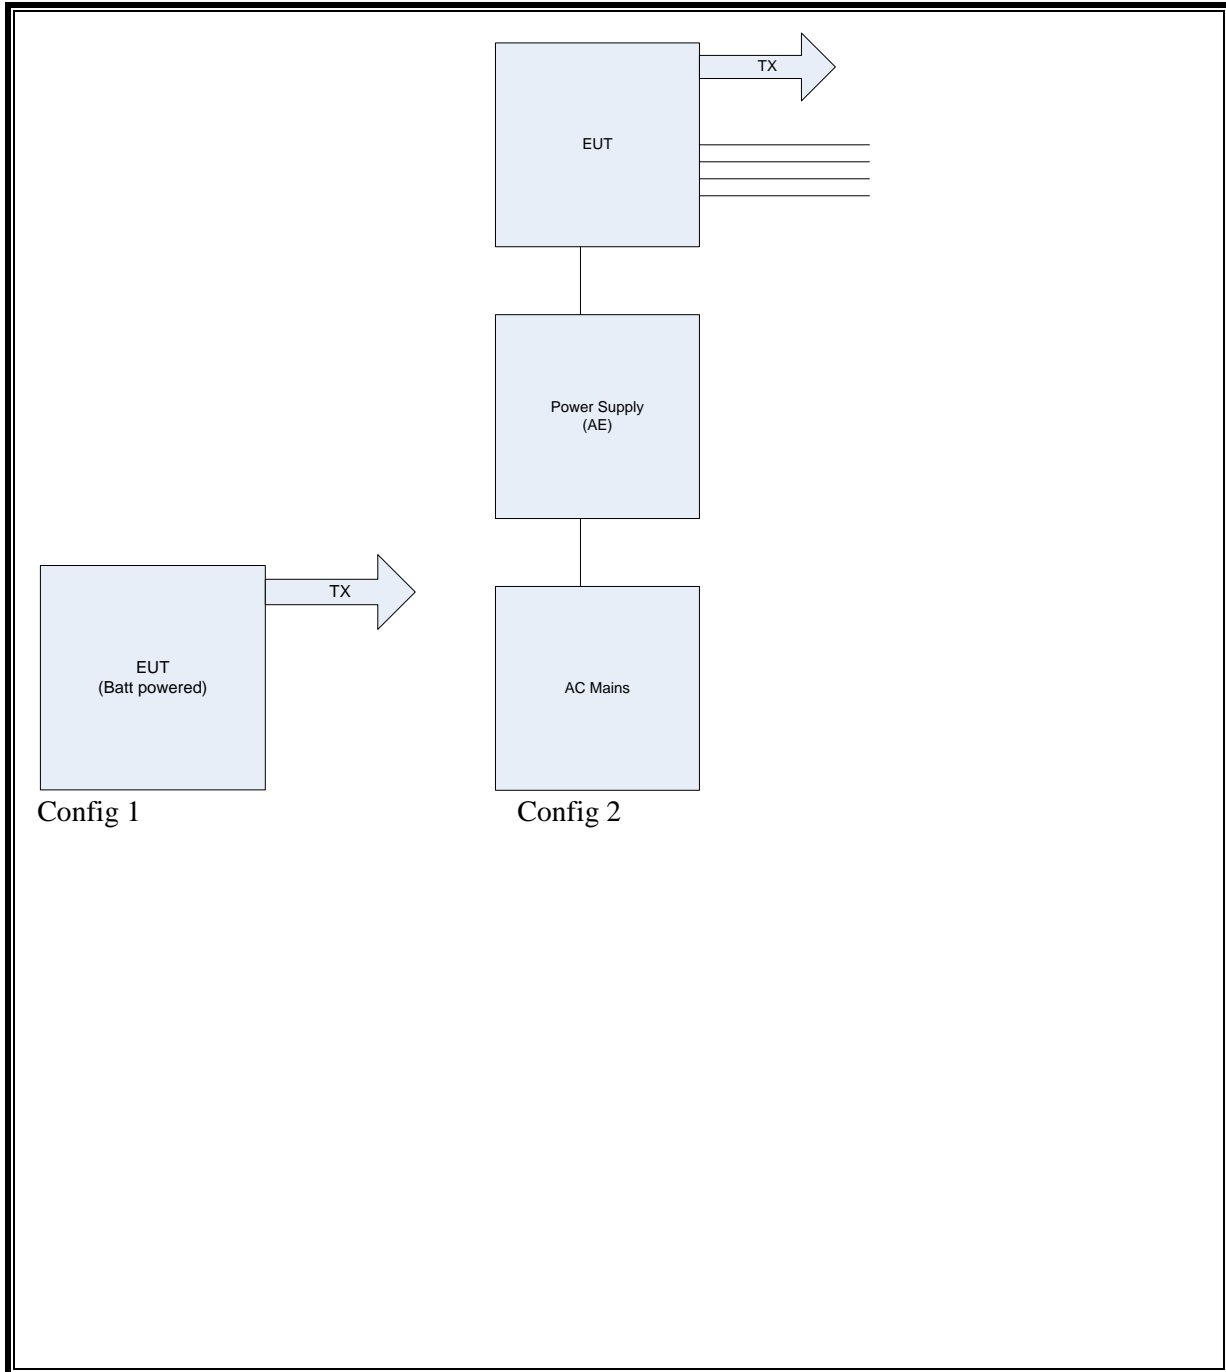 TX
EUT
Power Supply
(AE)
TX
EUT
(Batt powered)
AC Mains
Config 1
Config 2